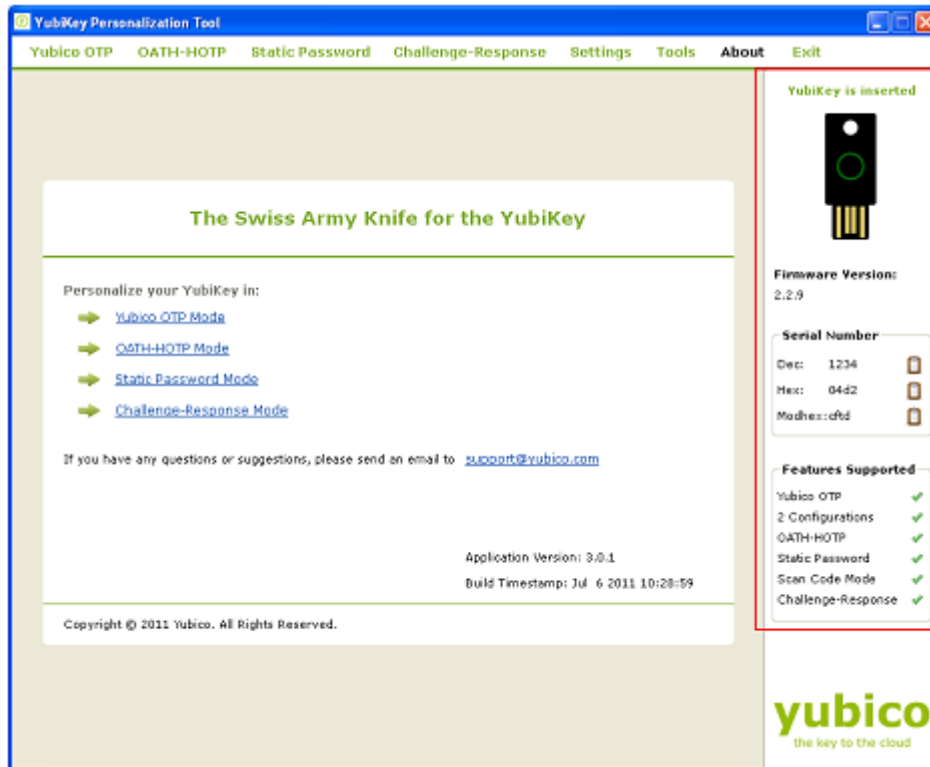 YubiKey Personalization Tool
Yubico OTP OATH-HOTP Static Password Challenge-Response Settings Tools About Exit
YubiKey is inserted
The Swiss Army Knife for the YubiKey
Personalize your YubiKey in:
Yubico OTP Mode
OATH-HOTP Mode
Static Password Mode
Challenge-Response Mode
If you have any questions or suggestions, please send an email to support@yubico.com
Application Version: 3.0.1
Build Timestamp: Jul 6 2011 10:28:59
Copyright © 2011 Yubico. All Rights Reserved.
Firmware Version:
2.2.9
Serial Number
Dec: 1234
Hex: 04d2
Modhex: cftd
Features Supported
Yubico OTP
2 Configurations
OATH-HOTP
Static Password
Scan Code Mode
Challenge-Response
yubico
the key to the cloud